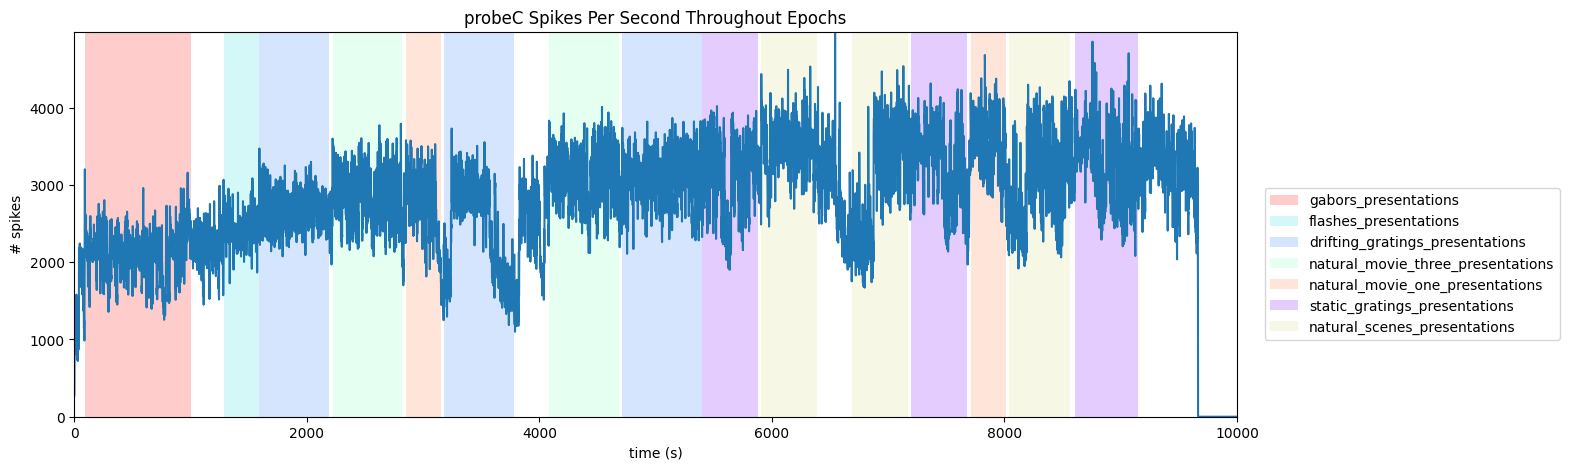 probeC Spikes Per Second Throughout Epochs
# spikes
4000
3000
2000
1000
0
0 2000 4000 6000 8000 10000
time (s)
gabors_presentations
flashes_presentations
drifting_gratings_presentations
natural_movie_three_presentations
natural_movie_one_presentations
static_gratings_presentations
natural_scenes_presentations